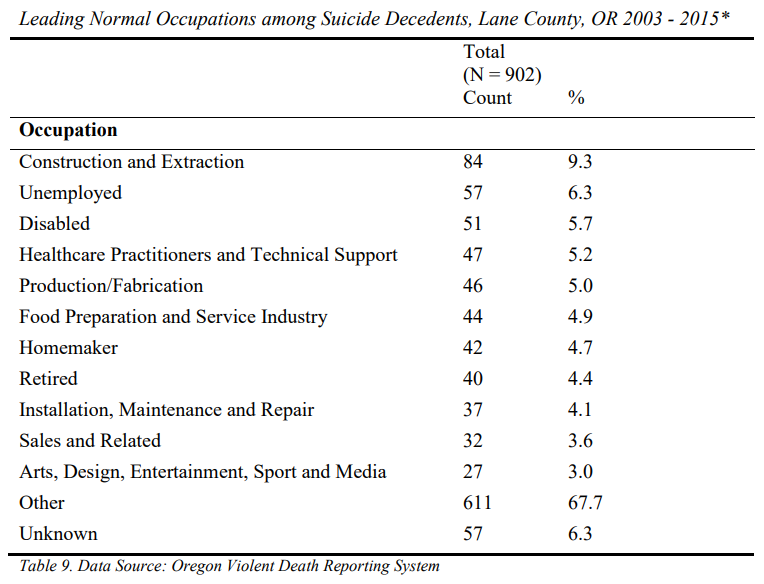 Leading Normal Occupations among Suicide Decedents, Lane County, OR 2003 - 2015*
Total
(N = 902)
Count %
Occupation
Construction and Extraction 84 9.3
Unemployed 57 6.3
Disabled 51 5.7
Healthcare Practitioners and Technical Support 47 5.2
Production/Fabrication 46 5.0
Food Preparation and Service Industry 44 4.9
Homemaker 42 4.7
Retired 40 4.4
Installation, Maintenance and Repair 37 4.1
Sales and Related 32 3.6
Arts, Design, Entertainment, Sport and Media 27 3.0
Other 611 67.7
Unknown 57 6.3
Table 9. Data Source: Oregon Violent Death Reporting System